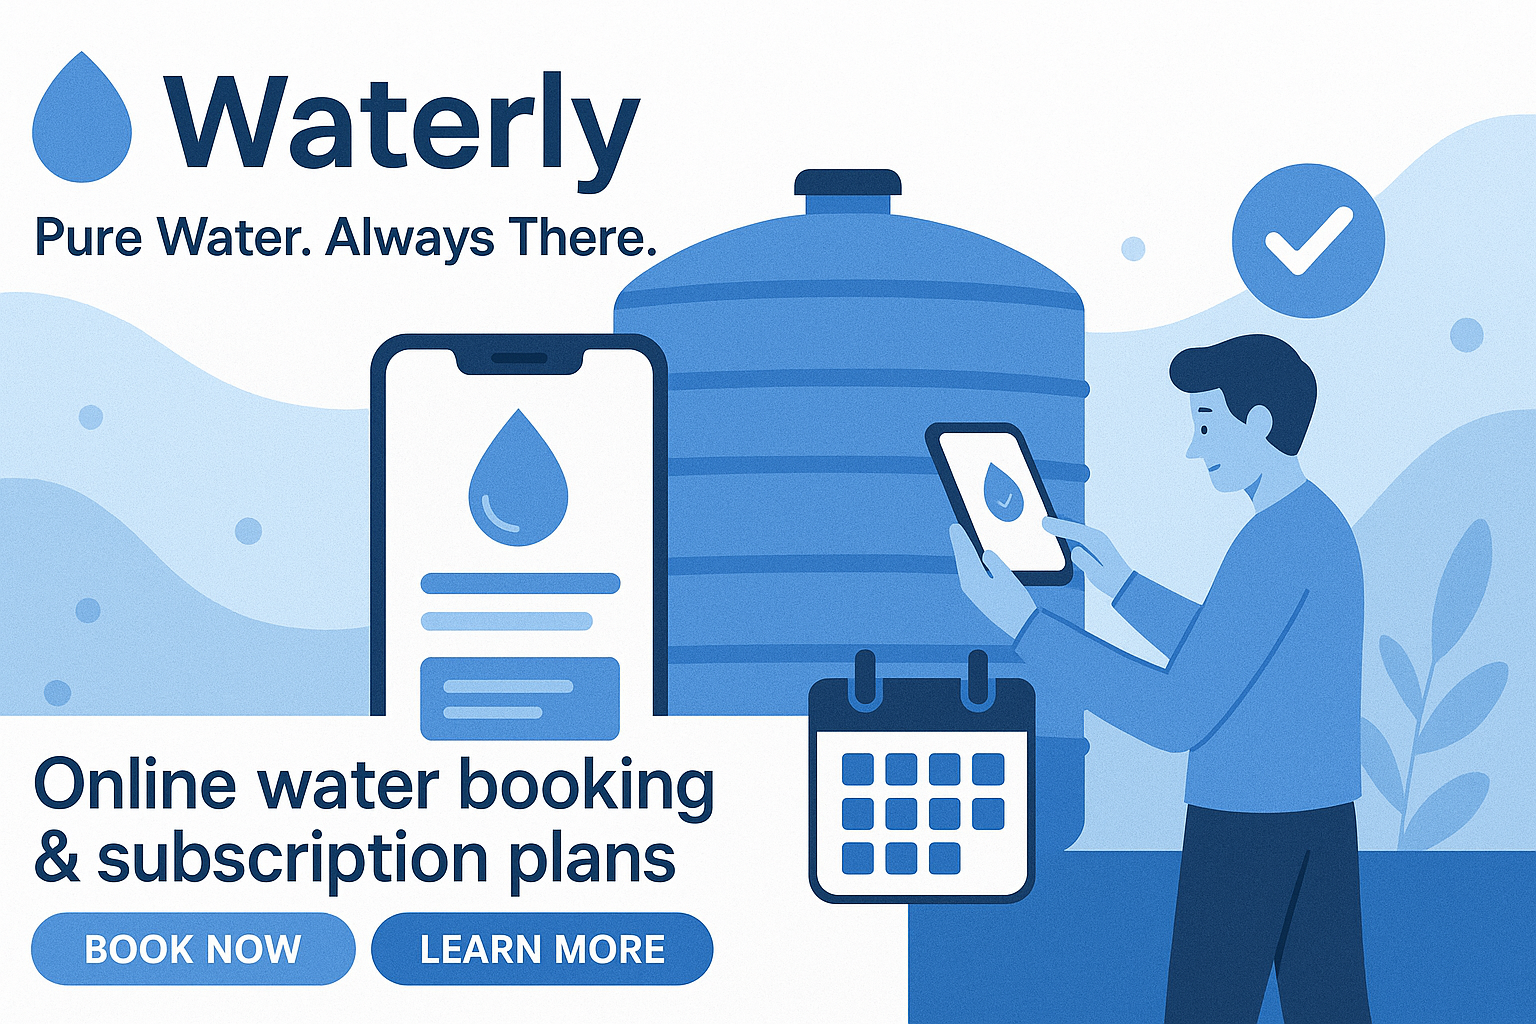 Waterly
Pure Water. Always There.
Online water booking
& subscription plans
BOOK NOW
LEARN MORE